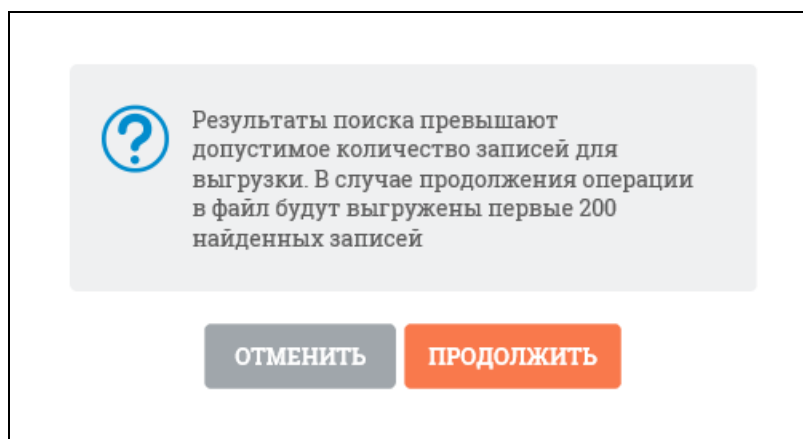 Результаты поиска превышают
допустимое количество записей для
выгрузки. В случае продолжения операции
в файл будут выгружены первые 200
найденных записей
ОТМЕНИТЬ ПРОДОЛЖИТЬ